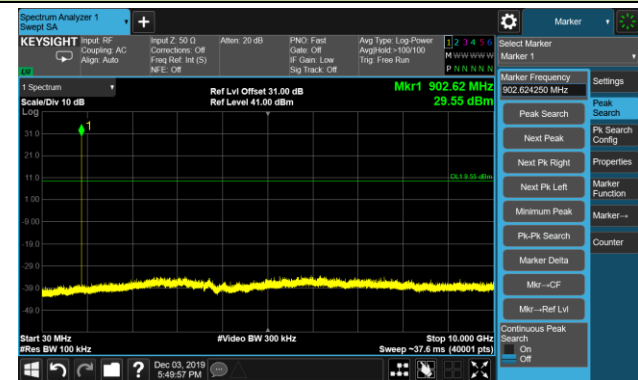 Spectrum Analyzer 1
Swept SA
+
Marker
KEYSIGHT
Input: RF
Coupling: AC
Align: Auto
Input Z: 50 Ω
Corrections: Off
Freq Ref: Int (S)
NFE: Off
Atten: 20 dB
PNO: Fast
Gate: Off
IF Gain: Low
Sig Track: Off
Avg Type: Log-Power
Avg|Hold:>100/100
Trig: Free Run
1 2 3 4 5 6
M W W W W W
P N N N N N
LXI
Select Marker
Marker 1
1 Spectrum
Scale/Div 10 dB
Log
Ref Lvl Offset 31.00 dB
Ref Level 41.00 dBm
Mkr1 902.62 MHz
29.55 dBm
1
31.0
21.0
11.0
1.00
-9.00
-19.0
-29.0
-39.0
-49.0
DL1 9.55 dBm
Start 30 MHz
#Res BW 100 kHz
#Video BW 300 kHz
Stop 10.000 GHz
Sweep ~37.6 ms (40001 pts)
Marker Frequency
902.624250 MHz
Peak Search
Next Peak
Next Pk Right
Next Pk Left
Minimum Peak
Pk-Pk Search
Marker Delta
Mkr→CF
Mkr→Ref Lvl
Continuous Peak
Search
On
Off
Settings
Peak
Search
Pk Search
Config
Properties
Marker
Function
Marker→
Counter
?
Dec 03, 2019
5:49:57 PM